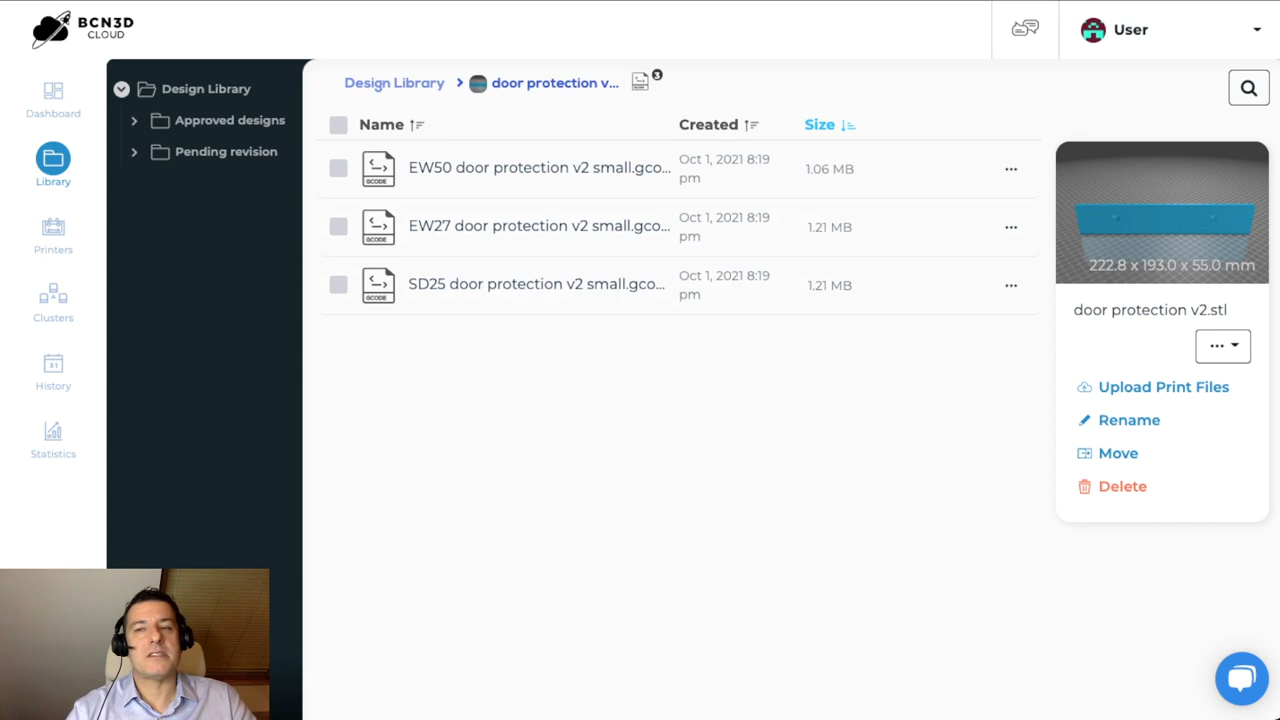 BCN3D
CLOUD
User
Dashboard
Library
Printers
Clusters
31
History
Statistics
Design Library
Approved designs
Pending revision
Design Library > door protection v... 3
Name Created Size
EW50 door protection v2 small.gco... Oct 1, 2021 8:19 pm 1.06 MB ...
GCODE
EW27 door protection v2 small.gco... Oct 1, 2021 8:19 pm 1.21 MB ...
GCODE
SD25 door protection v2 small.gco... Oct 1, 2021 8:19 pm 1.21 MB ...
GCODE
222.8 x 193.0 x 55.0 mm
door protection v2.stl
...
Upload Print Files
Rename
Move
Delete